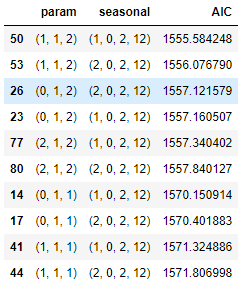 param seasonal AIC
50 (1, 1, 2) (1, 0, 2, 12) 1555.584248
53 (1, 1, 2) (2, 0, 2, 12) 1556.076790
26 (0, 1, 2) (2, 0, 2, 12) 1557.121579
23 (0, 1, 2) (1, 0, 2, 12) 1557.160507
77 (2, 1, 2) (1, 0, 2, 12) 1557.340402
80 (2, 1, 2) (2, 0, 2, 12) 1557.840127
14 (0, 1, 1) (1, 0, 2, 12) 1570.150914
17 (0, 1, 1) (2, 0, 2, 12) 1570.401883
41 (1, 1, 1) (1, 0, 2, 12) 1571.324886
44 (1, 1, 1) (2, 0, 2, 12) 1571.806998